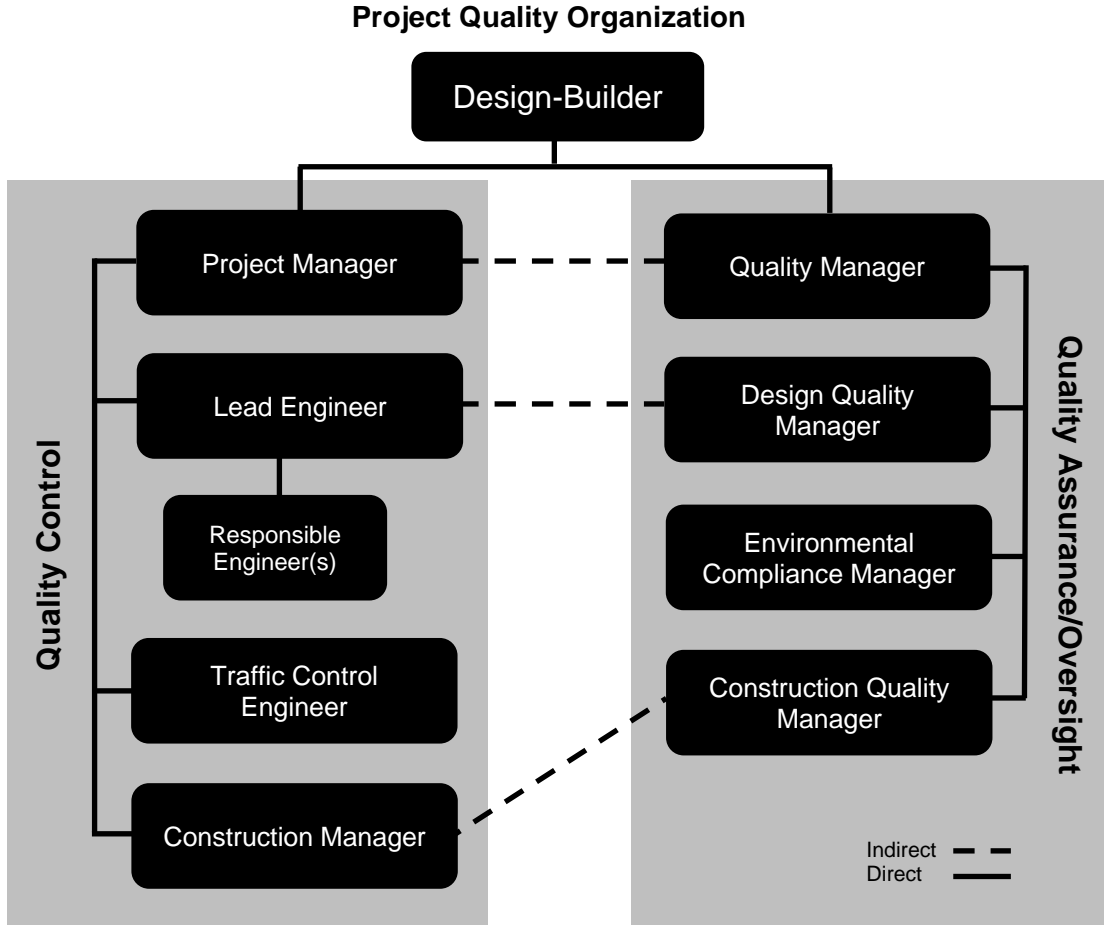 Project Quality Organization
Design-Builder
Quality Control
Project Manager
Lead Engineer
Responsible
Engineer(s)
Traffic Control
Engineer
Construction Manager
Quality Manager
Design Quality
Manager
Environmental
Compliance Manager
Construction Quality
Manager
Quality Assurance/Oversight
Indirect
Direct